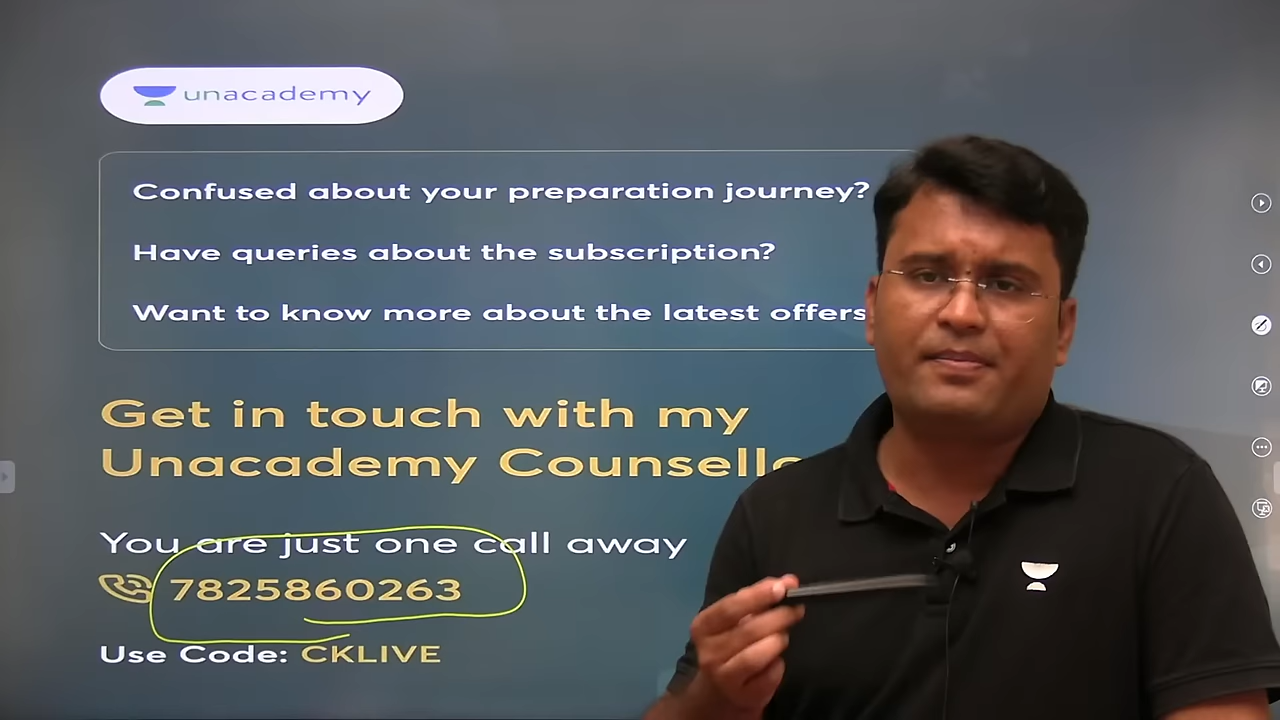 unacademy
Confused about your preparation journey?
Have queries about the subscription?
Want to know more about the latest offers
Get in touch with my
Unacademy
You are just one call away
7825860263
Use Code: CKLIVE